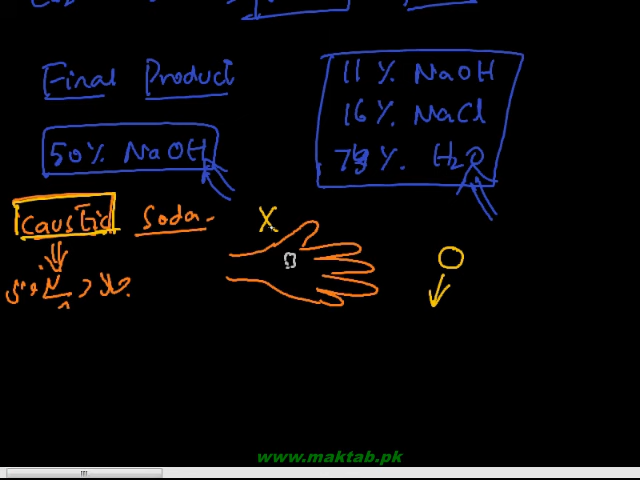 Final Product
50% NaOH
11 % NaOH
16 % NaCl
73 % H2O
Caustic Soda
X
www.maktab.pk